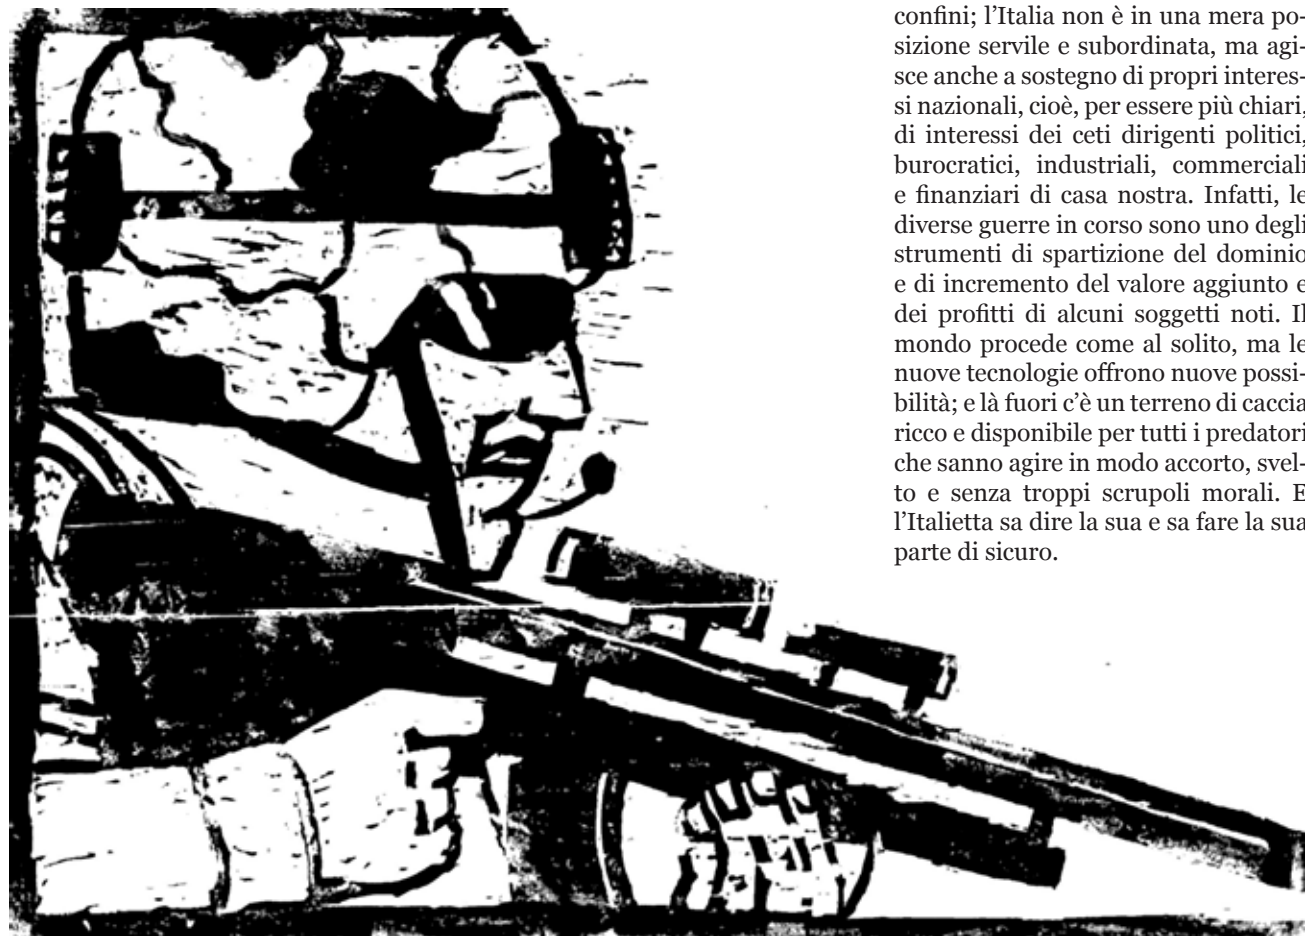 confini; l’Italia non è in una mera po-
sizione servile e subordinata, ma agi-
sce anche a sostegno di propri interes-
si nazionali, cioè, per essere più chiari,
di interessi dei ceti dirigenti politici,
burocratici, industriali, commerciali
e finanziari di casa nostra. Infatti, le
diverse guerre in corso sono uno degli
strumenti di spartizione del dominio
e di incremento del valore aggiunto e
dei profitti di alcuni soggetti noti. Il
mondo procede come al solito, ma le
nuove tecnologie offrono nuove possi-
bilità; e là fuori c’è un terreno di caccia
ricco e disponibile per tutti i predatori
che sanno agire in modo accorto, svel-
to e senza troppi scrupoli morali. E
l’Italietta sa dire la sua e sa fare la sua
parte di sicuro.